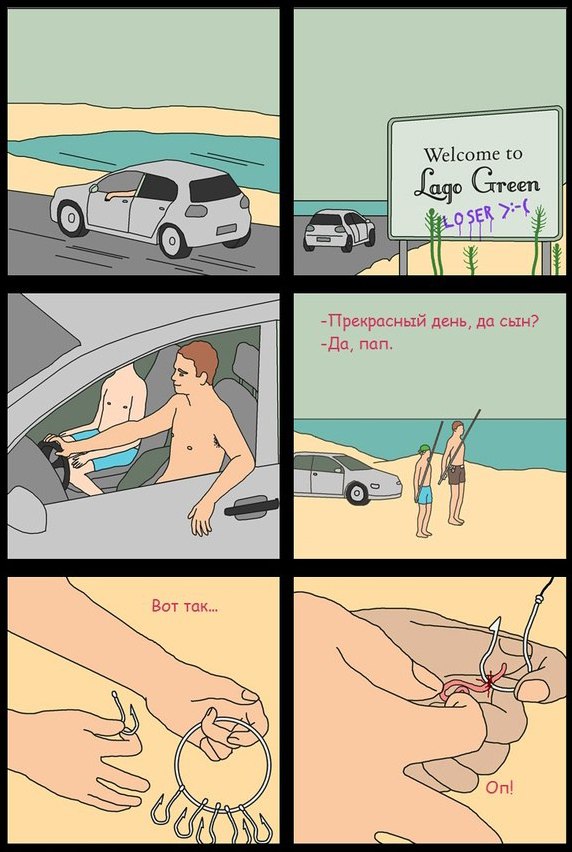 Welcome to
Lago Green
LOSER >:-(
-Прекрасный день, да сын?
-Да, пап.
Вот так...
Оп!